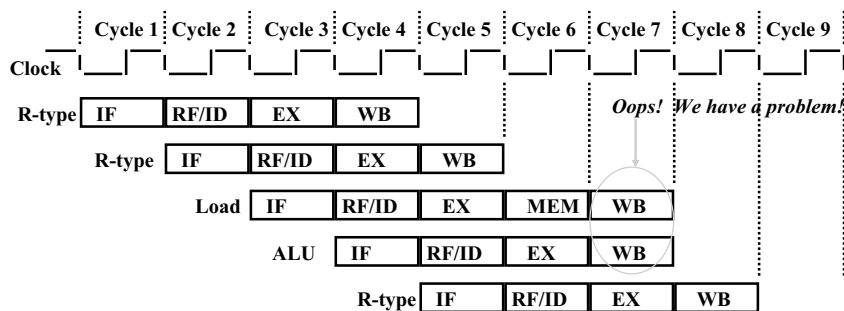 Cycle 1 Cycle 2 Cycle 3 Cycle 4 Cycle 5 Cycle 6 Cycle 7 Cycle 8 Cycle 9
Clock
Oops! We have a problem!
R-type IF RF/ID EX WB
R-type IF RF/ID EX WB
Load IF RF/ID EX MEM WB
ALU IF RF/ID EX WB
R-type IF RF/ID EX WB